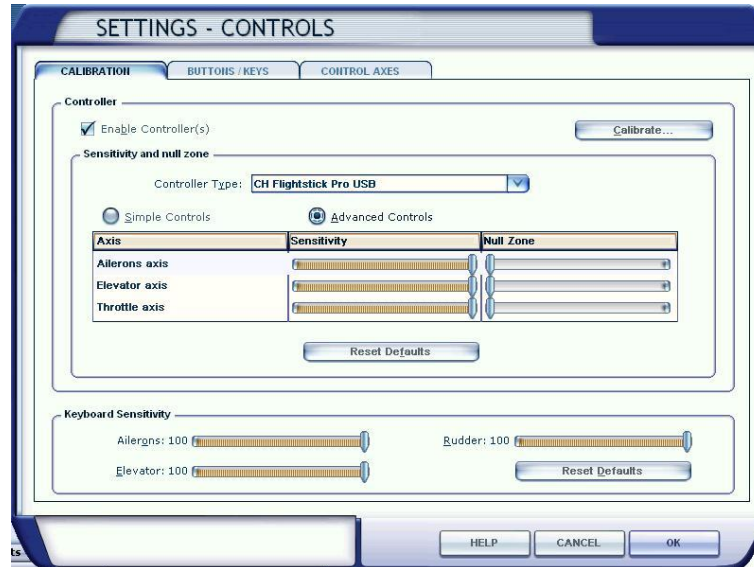 SETTINGS - CONTROLS
CALIBRATION BUTTONS / KEYS CONTROL AXES
Controller
Enable Controller(s) Calibrate...
Sensitivity and null zone
Controller Type: CH Flightstick Pro USB
Simple Controls Advanced Controls
Axis Sensitivity Null Zone
Ailerons axis
Elevator axis
Throttle axis
Reset Defaults
Keyboard Sensitivity
Ailerons: 100 Rudder: 100
Elevator: 100 Reset Defaults
ts HELP CANCEL OK